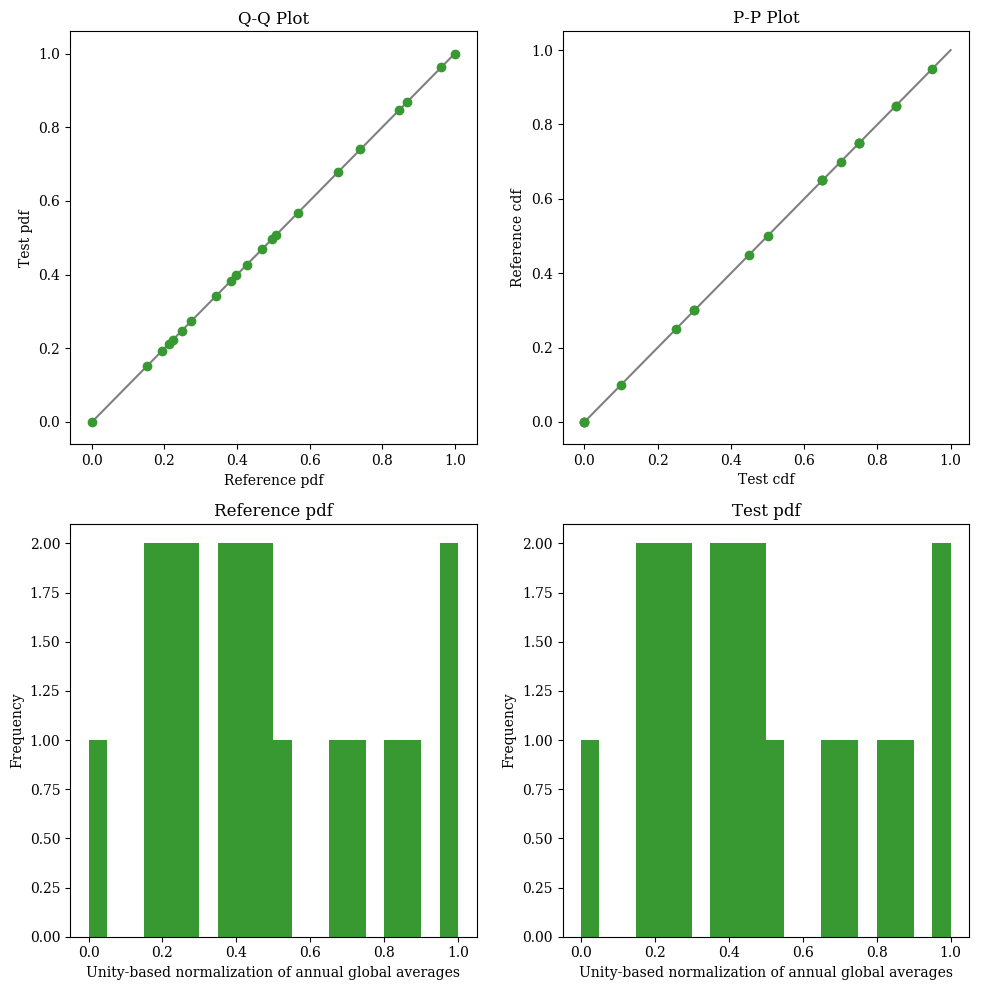 Q-Q Plot
1.0
0.8
0.6
0.4
0.2
0.0
Test pdf
0.0 0.2 0.4 0.6 0.8 1.0
Reference pdf
P-P Plot
1.0
0.8
0.6
0.4
0.2
0.0
Reference cdf
0.0 0.2 0.4 0.6 0.8 1.0
Test cdf
Reference pdf
2.00
1.75
1.50
1.25
1.00
0.75
0.50
0.25
0.00
Frequency
0.0 0.2 0.4 0.6 0.8 1.0
Unity-based normalization of annual global averages
Test pdf
2.00
1.75
1.50
1.25
1.00
0.75
0.50
0.25
0.00
Frequency
0.0 0.2 0.4 0.6 0.8 1.0
Unity-based normalization of annual global averages